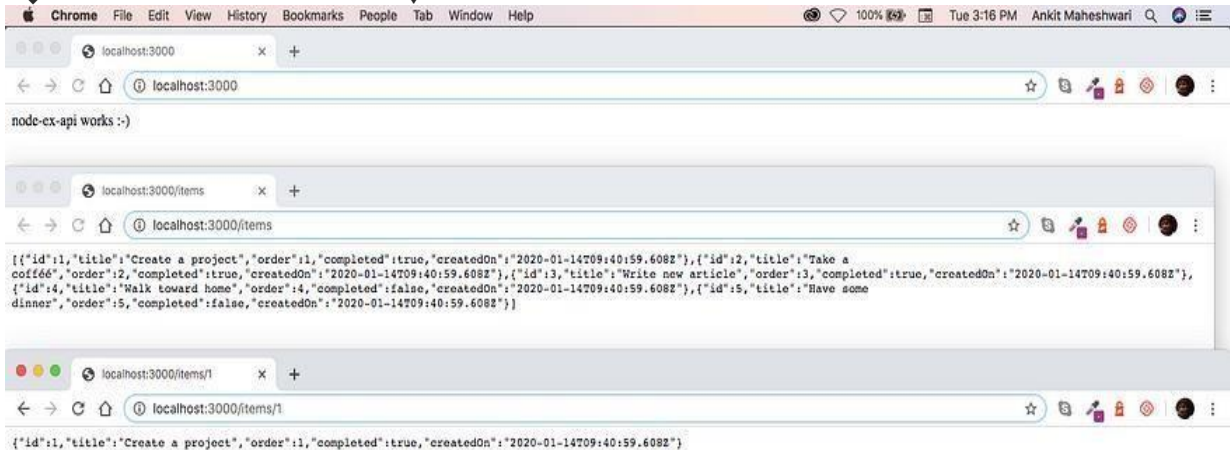 Chrome File Edit View History Bookmarks People Tab Window Help 100% Tue 3:16 PM Ankit Maheshwari
localhost:3000
localhost:3000
node-ex-api works :-)
localhost:3000/items
localhost:3000/items
[{"id":1,"title":"Create a project","order":1,"completed":true,"createdOn":"2020-01-14T09:40:59.608Z"},{"id":2,"title":"Take a
cofféé","order":2,"completed":true,"createdOn":"2020-01-14T09:40:59.608Z"},{"id":3,"title":"Write new article","order":3,"completed":true,"createdOn":"2020-01-14T09:40:59.608Z"},
{"id":4,"title":"Walk toward home","order":4,"completed":false,"createdOn":"2020-01-14T09:40:59.608Z"},{"id":5,"title":"Have some
dinner","order":5,"completed":false,"createdOn":"2020-01-14T09:40:59.608Z"}]
localhost:3000/items/1
localhost:3000/items/1
{"id":1,"title":"Create a project","order":1,"completed":true,"createdOn":"2020-01-14T09:40:59.608Z"}